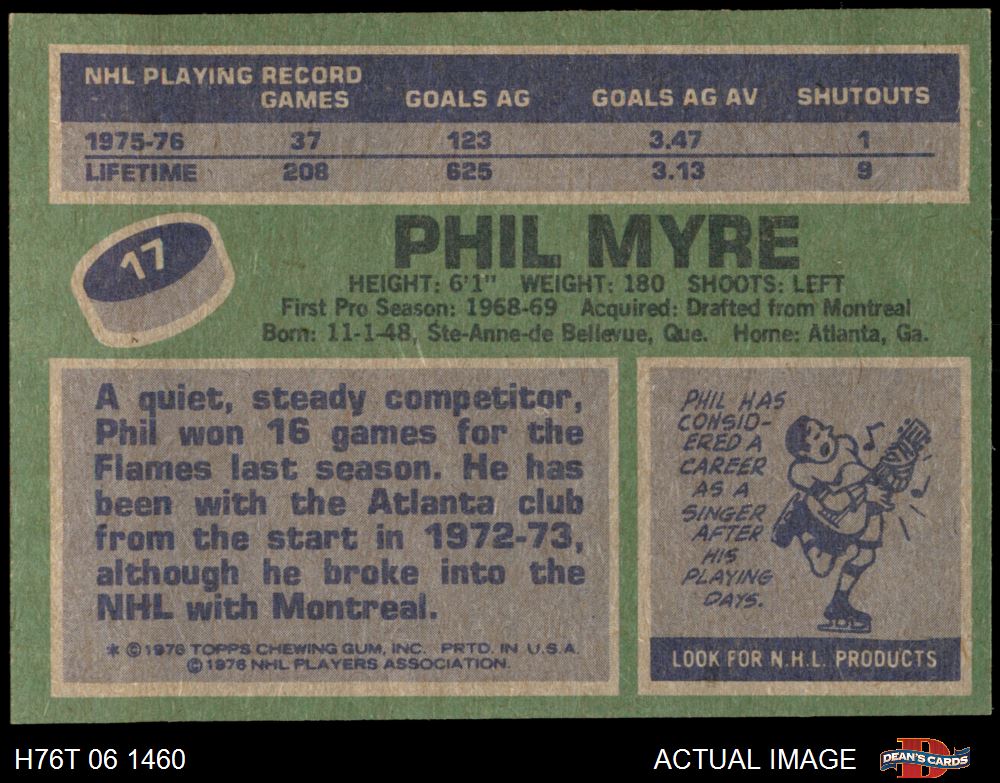 NHL PLAYING RECORD
GAMES GOALS AG GOALS AG AV SHUTOUTS
1975-76 37 123 3.47 1
LIFETIME 208 625 3.13 9
17
PHIL MYRE
HEIGHT: 6'1" WEIGHT: 180 SHOOTS: LEFT
First Pro Season: 1968-69 Acquired: Drafted from Montreal
Born: 11-1-48, Ste-Anne-de Bellevue, Que. Home: Atlanta, Ga.
A quiet, steady competitor,
Phil won 16 games for the
Flames last season. He has
been with the Atlanta club
from the start in 1972-73,
although he broke into the
NHL with Montreal.
* ©1976 TOPPS CHEWING GUM, INC. PRTD. IN U.S.A.
©1976 NHL PLAYERS ASSOCIATION.
PHIL HAS
CONSID-
ERED A
CAREER
AS A
SINGER
AFTER
HIS
PLAYING
DAYS.
LOOK FOR N.H.L. PRODUCTS
H76T 06 1460 ACTUAL IMAGE
DEAN'S CARDS